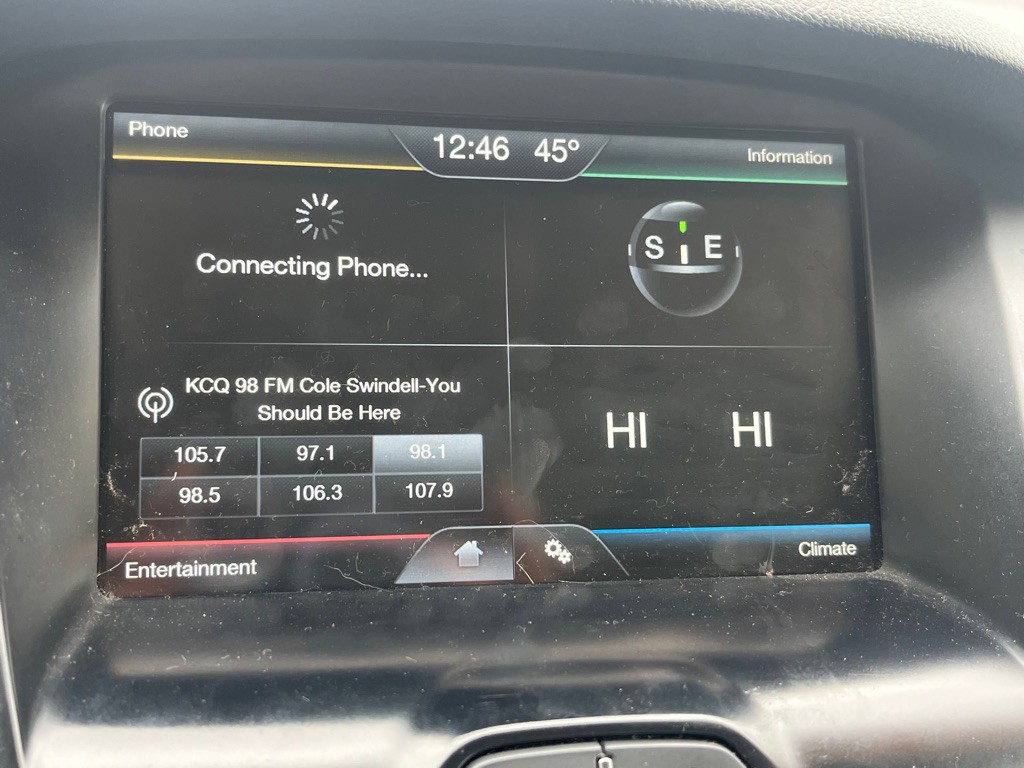 Phone
12:46 45°
Information
Connecting Phone...
S E
KCQ 98 FM Cole Swindell-You
Should Be Here
HI HI
105.7 97.1 98.1
98.5 106.3 107.9
Entertainment
Climate